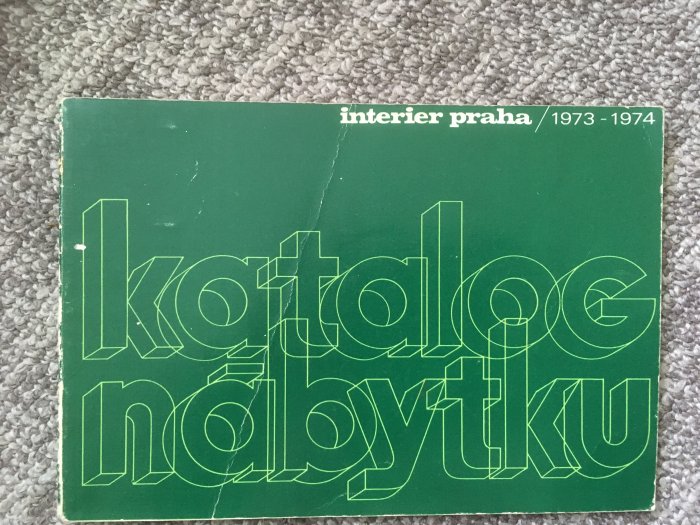 interier praha / 1973 - 1974
katalog
nábytku